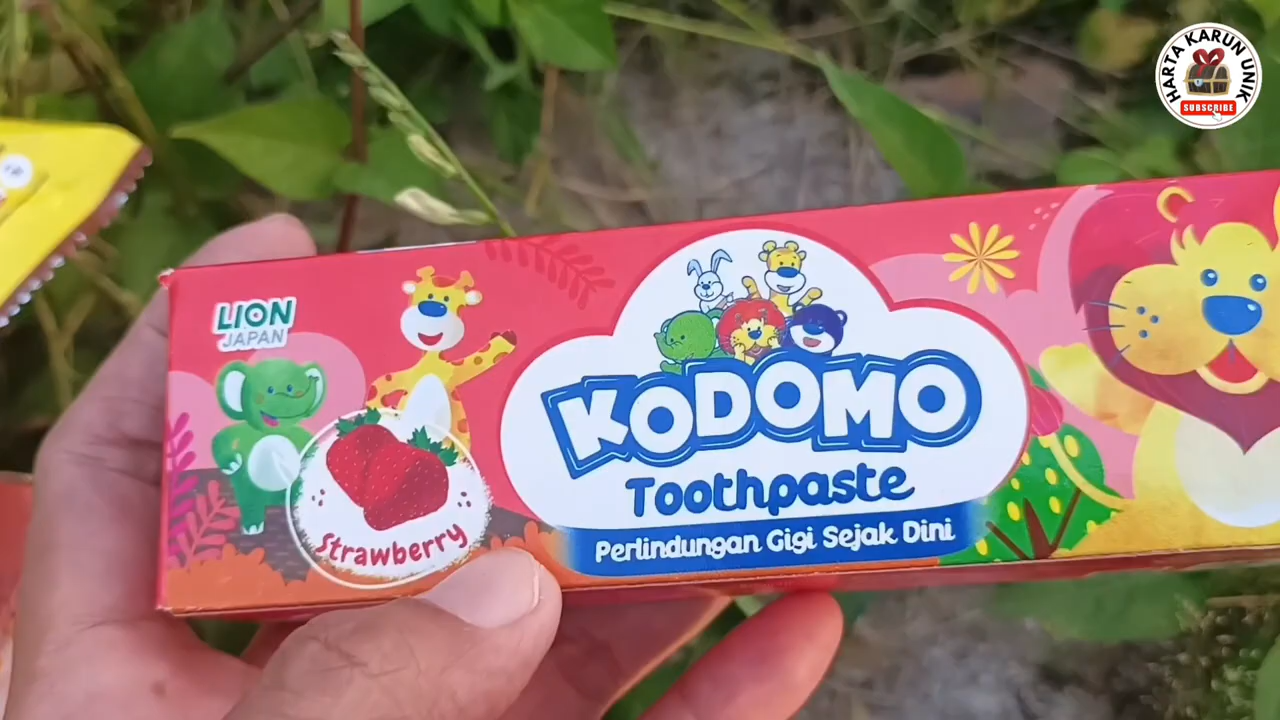 HARTA KARUN UNIK
SUBSCRIBE
LION
JAPAN
KODOMO
Toothpaste
Perlindungan Gigi Sejak Dini
Strawberry